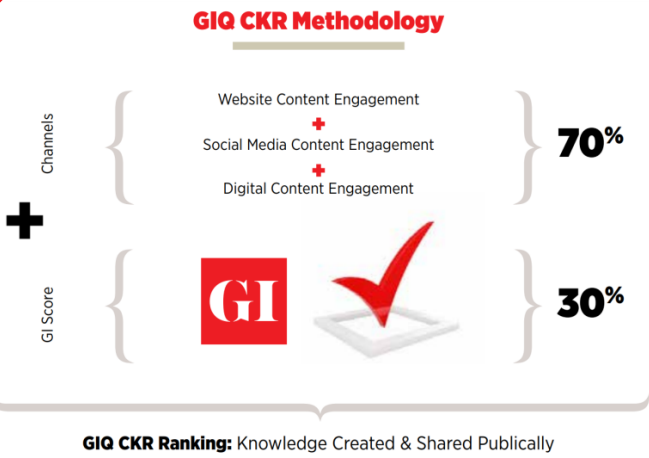 GIQ CKR Methodology
Channels
Website Content Engagement
+
Social Media Content Engagement
+
Digital Content Engagement
70%
+
GI Score
GI
30%
GIQ CKR Ranking: Knowledge Created & Shared Publically